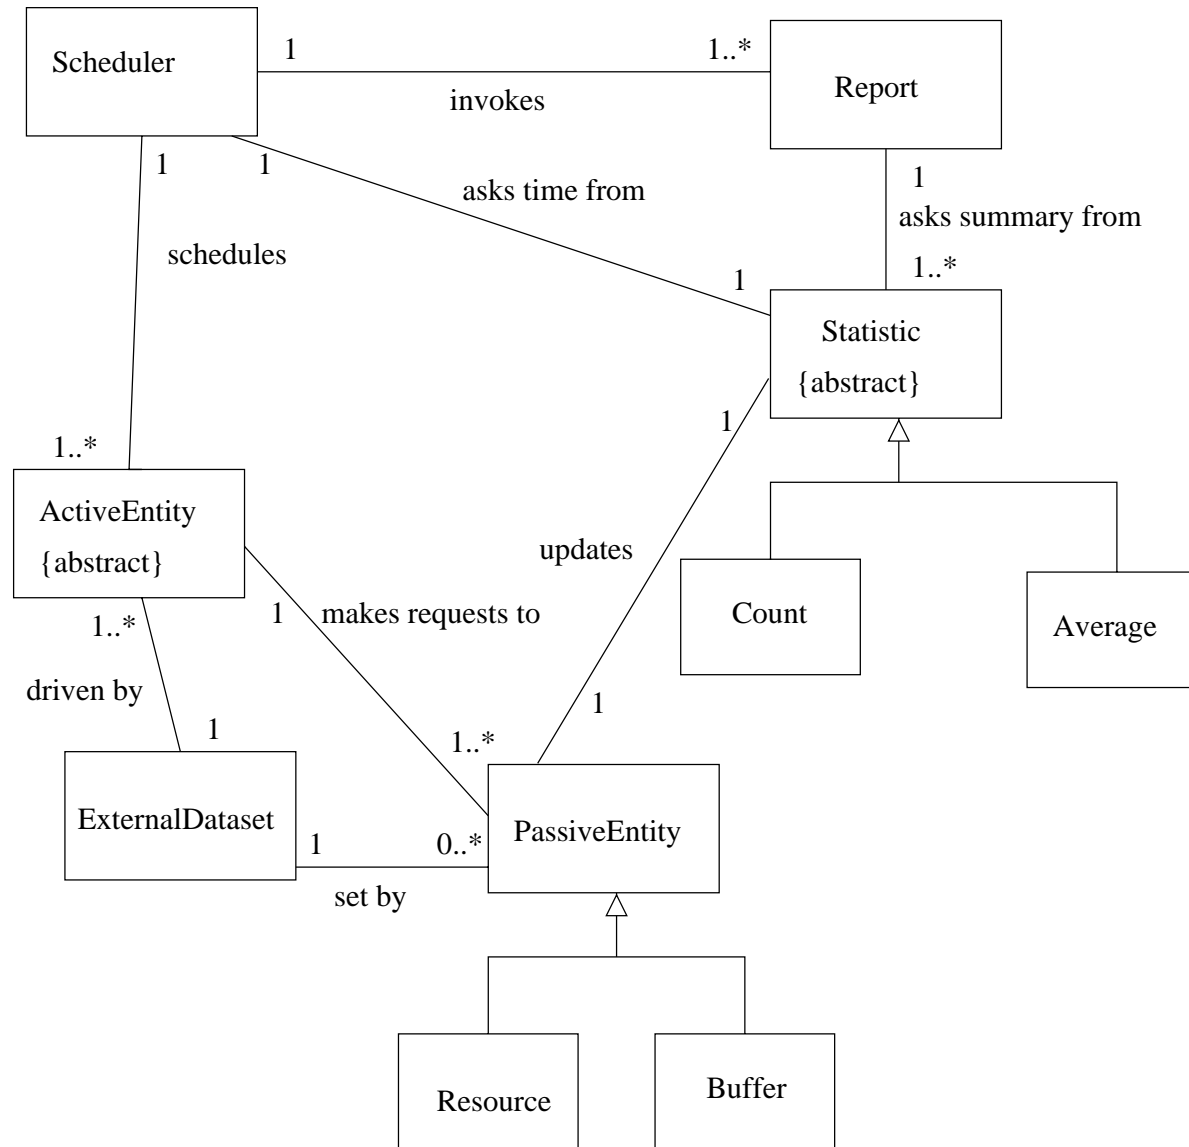 Scheduler
1
1..*
Report
invokes
1
1
asks time from
1
asks summary from
schedules
1
1..*
Statistic
{abstract}
1
1..*
ActiveEntity
{abstract}
updates
1..*
1
makes requests to
Count
Average
driven by
1
1
1..*
ExternalDataset
1
0..*
PassiveEntity
set by
Resource
Buffer